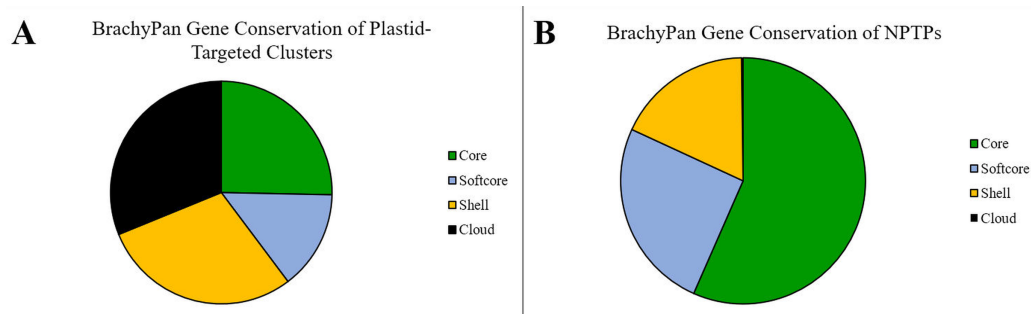 A
BrachyPan Gene Conservation of Plastid-
Targeted Clusters
Core
Softcore
Shell
Cloud
B
BrachyPan Gene Conservation of NPTPs
Core
Softcore
Shell
Cloud